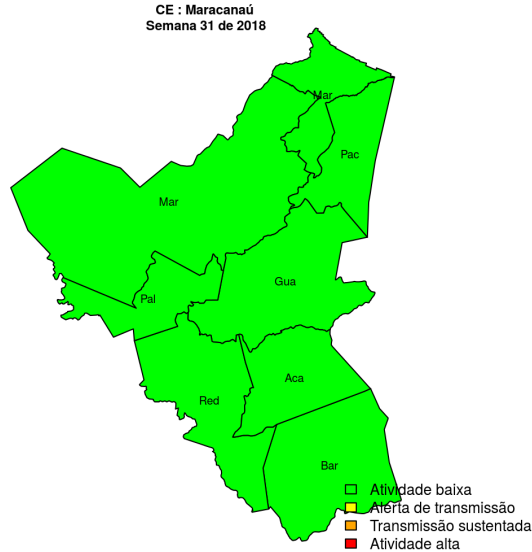 CE : Maracanaú
Semana 31 de 2018
Mar
Pac
Mar
Gua
Pal
Aca
Red
Bar
Atividade baixa
Alerta de transmissão
Transmissão sustentada
Atividade alta